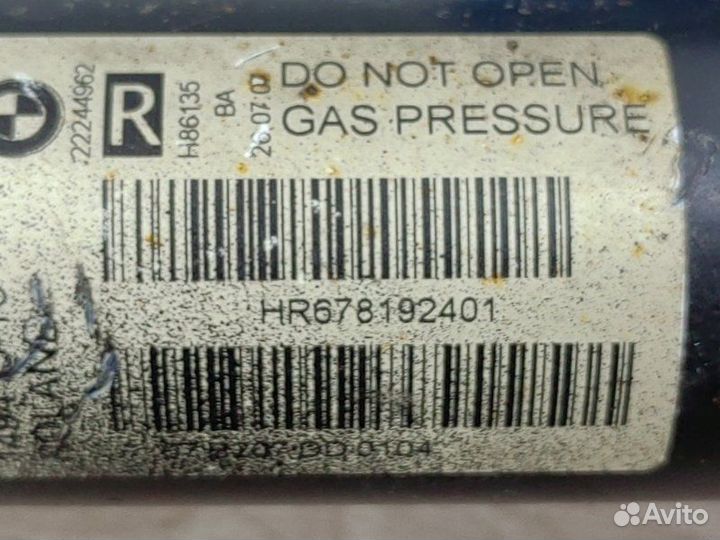 22244962
R
H86135
BA
26.07.07
DO NOT OPEN
GAS PRESSURE
HR678192401
Avito